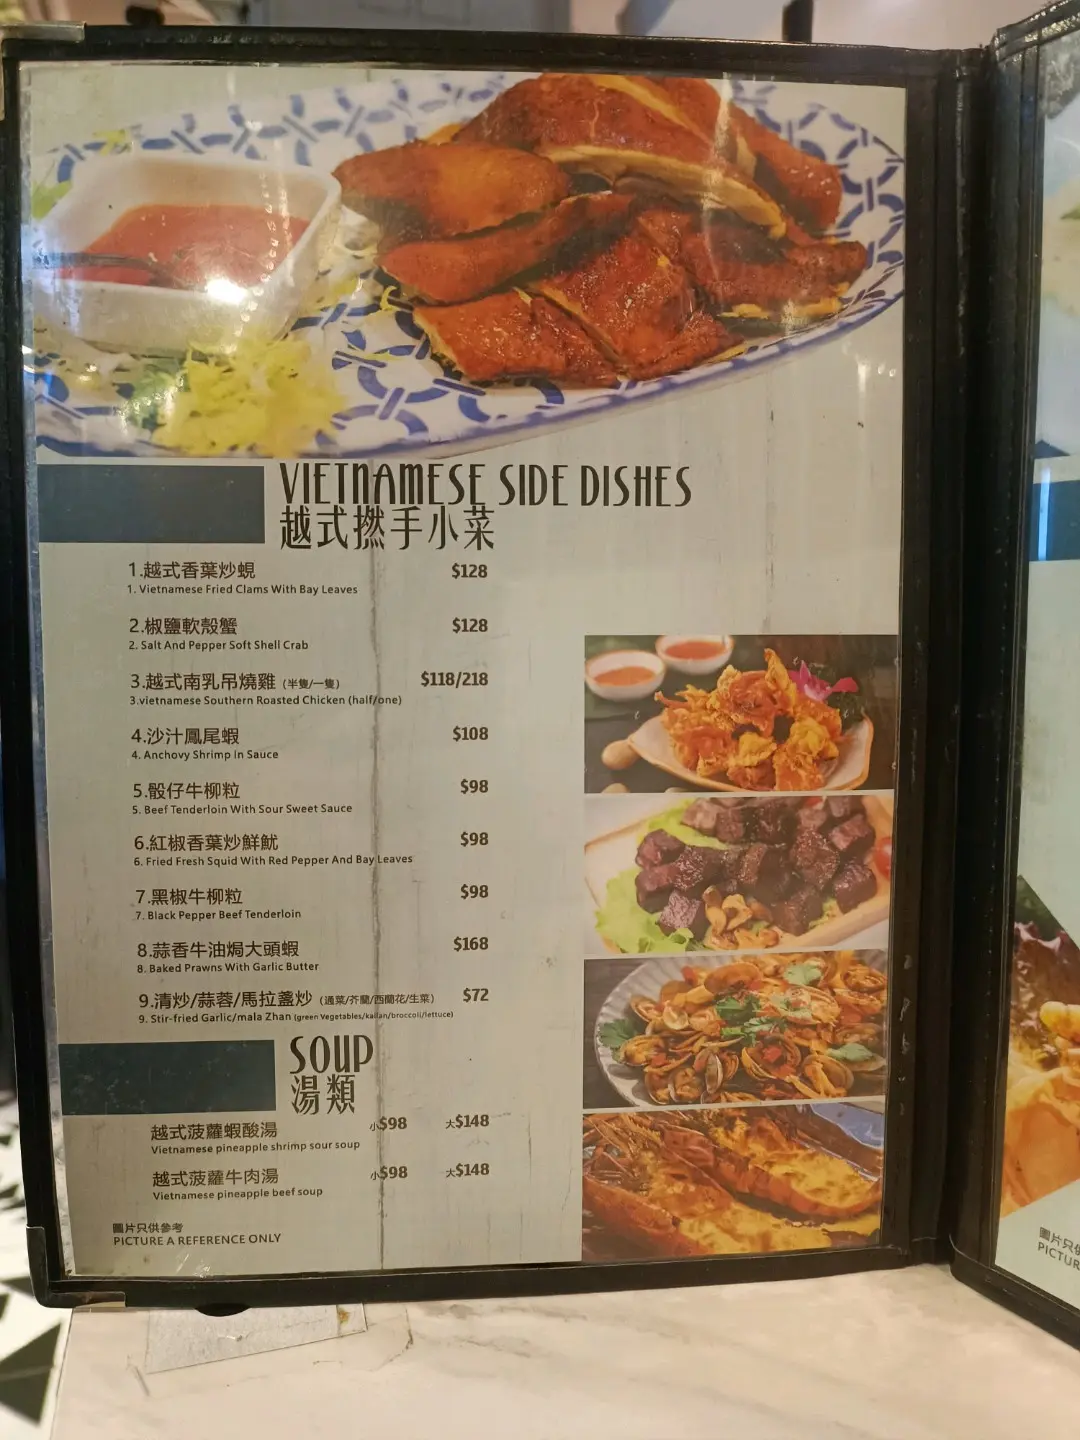 VIETNAMESE SIDE DISHES
越式撚手小菜
1.越式香葉炒蜆 $128
1. Vietnamese Fried Clams With Bay Leaves
2.椒鹽軟殼蟹 $128
2. Salt And Pepper Soft Shell Crab
3.越式南乳吊燒雞 (半隻/一隻) $118/218
3.vietnamese Southern Roasted Chicken (half/one)
4.沙汁鳳尾蝦 $108
4. Anchovy Shrimp In Sauce
5.骰仔牛柳粒 $98
5. Beef Tenderloin With Sour Sweet Sauce
6.紅椒香葉炒鮮魷 $98
6. Fried Fresh Squid With Red Pepper And Bay Leaves
7.黑椒牛柳粒 $98
7. Black Pepper Beef Tenderloin
8.蒜香牛油焗大頭蝦 $168
8. Baked Prawns With Garlic Butter
9.清炒/蒜蓉/馬拉盞炒 (通菜/芥蘭/西蘭花/生菜) $72
9. Stir-fried Garlic/mala Zhan (green Vegetables/kailan/broccoli/lettuce)
SOUP
湯類
越式菠蘿蝦酸湯 小$98 大$148
Vietnamese pineapple shrimp sour soup
越式菠蘿牛肉湯 小$98 大$148
Vietnamese pineapple beef soup
圖片只供參考
PICTURE A REFERENCE ONLY
圖片只
PICTUR